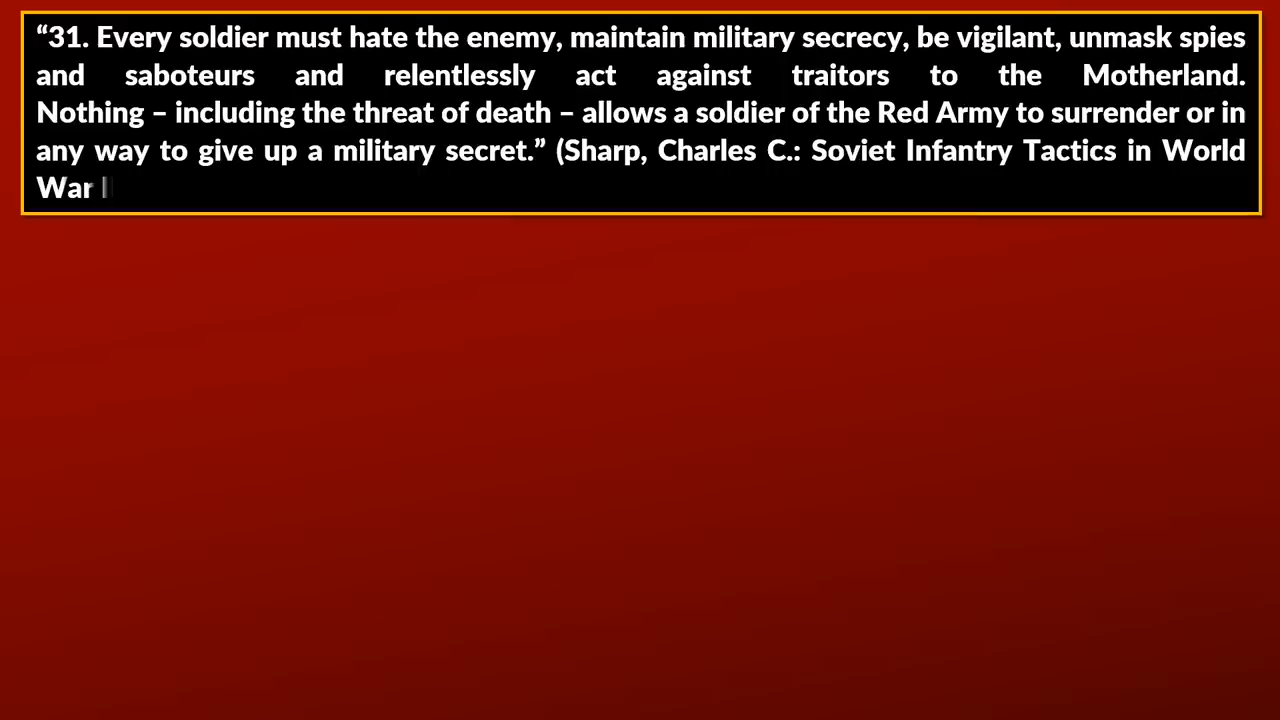 “31. Every soldier must hate the enemy, maintain military secrecy, be vigilant, unmask spies
and saboteurs and relentlessly act against traitors to the Motherland.
Nothing – including the threat of death – allows a soldier of the Red Army to surrender or in
any way to give up a military secret.” (Sharp, Charles C.: Soviet Infantry Tactics in World
War